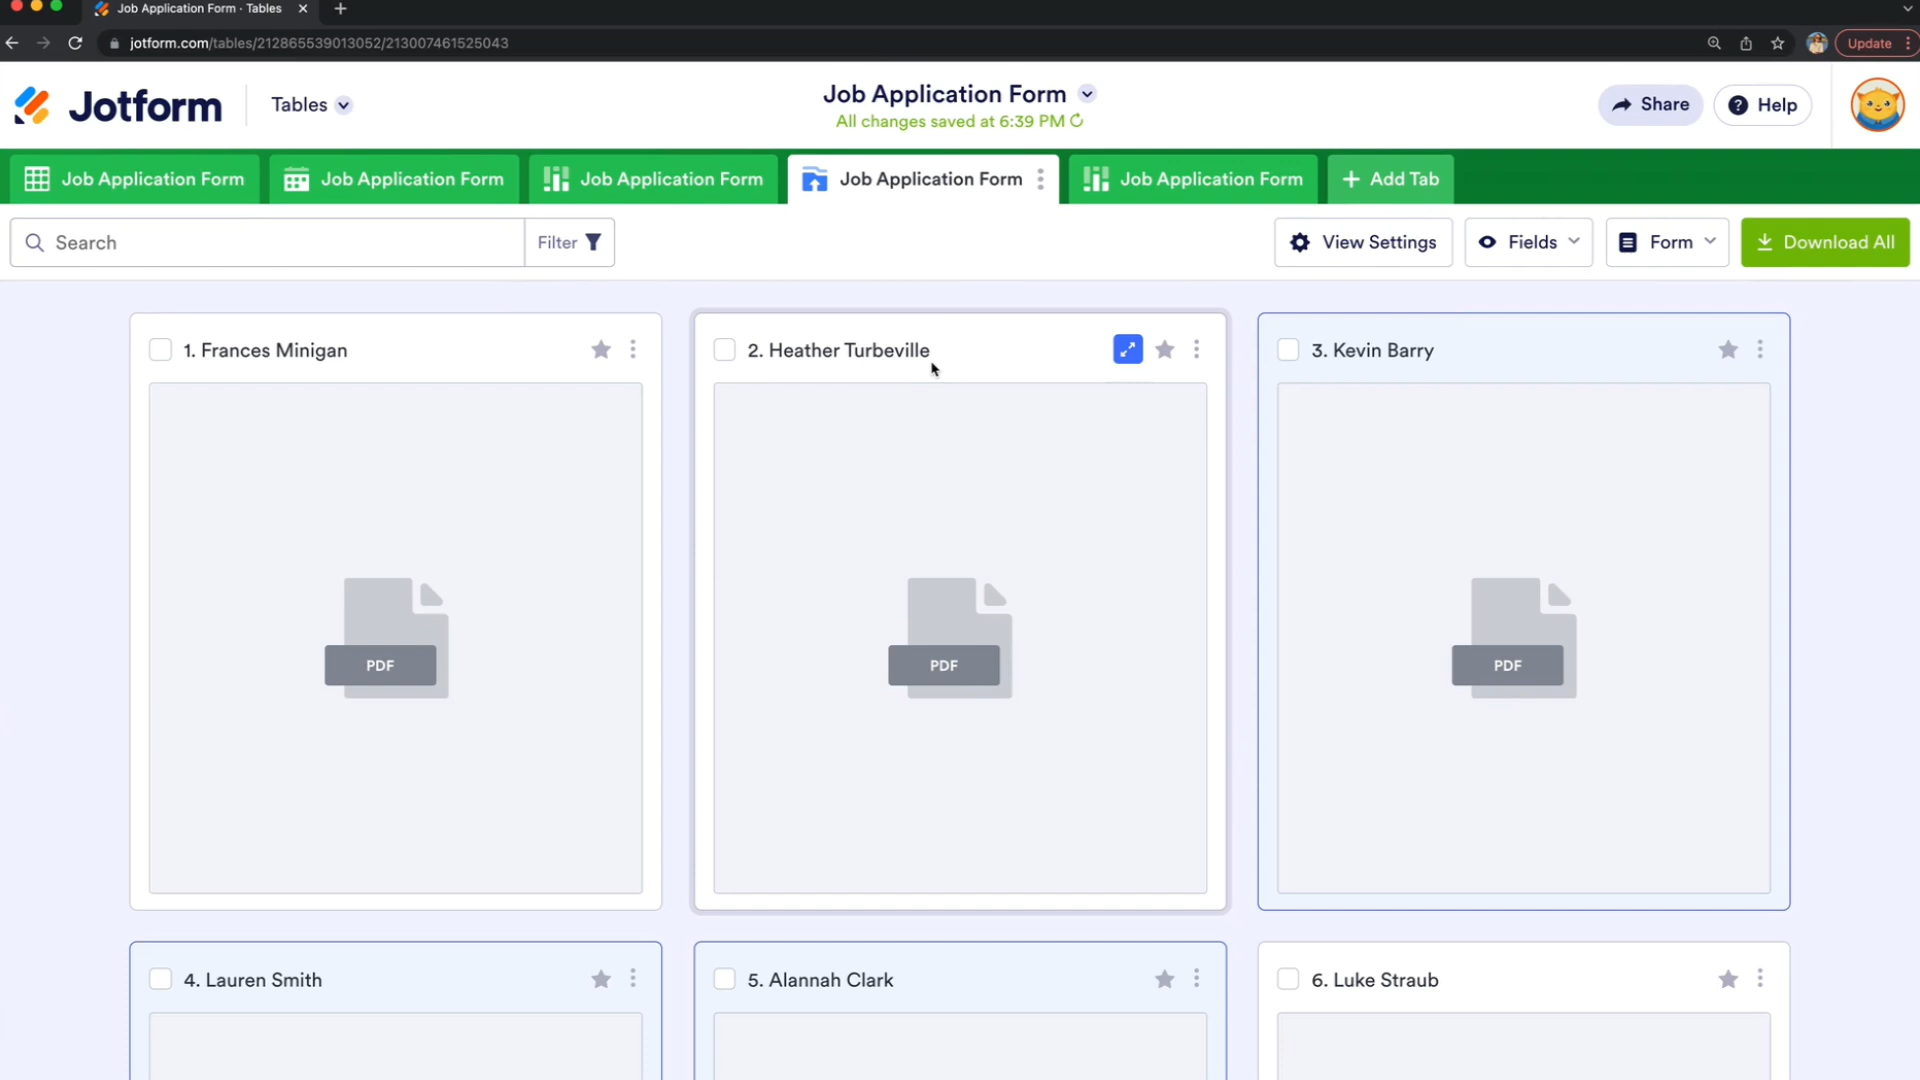 Job Application Form · Tables
jotform.com/tables/212865539013052/213007461525043
Update
Jotform
Tables
Job Application Form
All changes saved at 6:39 PM
Share
Help
Job Application Form
Job Application Form
Job Application Form
Job Application Form
Job Application Form
+ Add Tab
Search
Filter
View Settings
Fields
Form
Download All
1. Frances Minigan
2. Heather Turbeville
3. Kevin Barry
PDF
PDF
PDF
4. Lauren Smith
5. Alannah Clark
6. Luke Straub